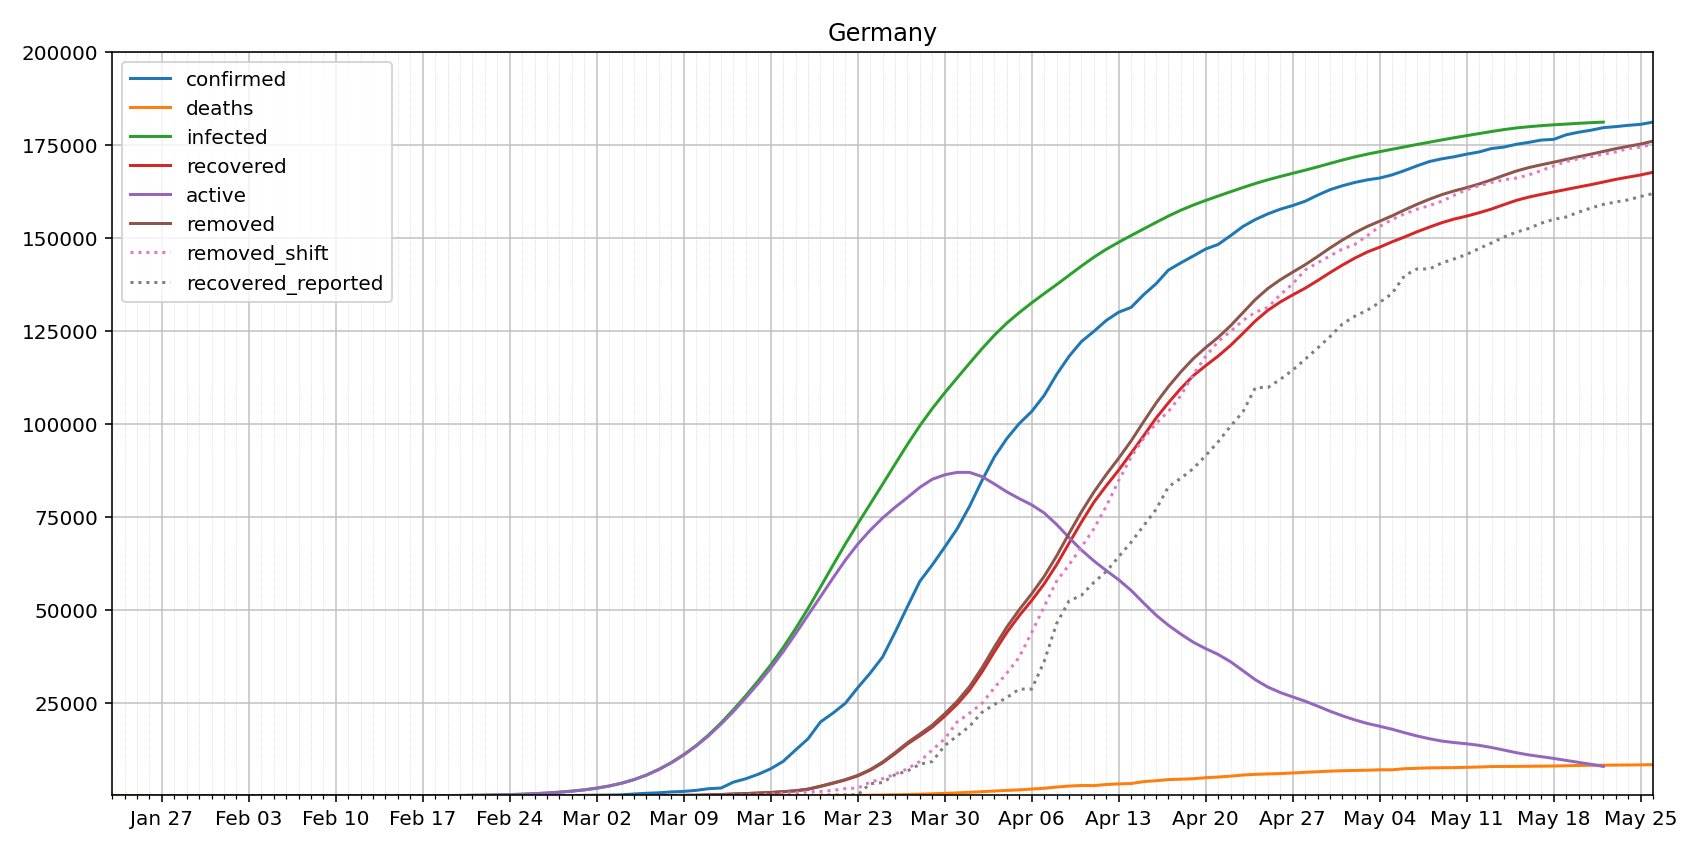 Germany
200000
175000
150000
125000
100000
75000
50000
25000
confirmed
deaths
infected
recovered
active
removed
removed_shift
recovered_reported
Jan 27 Feb 03 Feb 10 Feb 17 Feb 24 Mar 02 Mar 09 Mar 16 Mar 23 Mar 30 Apr 06 Apr 13 Apr 20 Apr 27 May 04 May 11 May 18 May 25